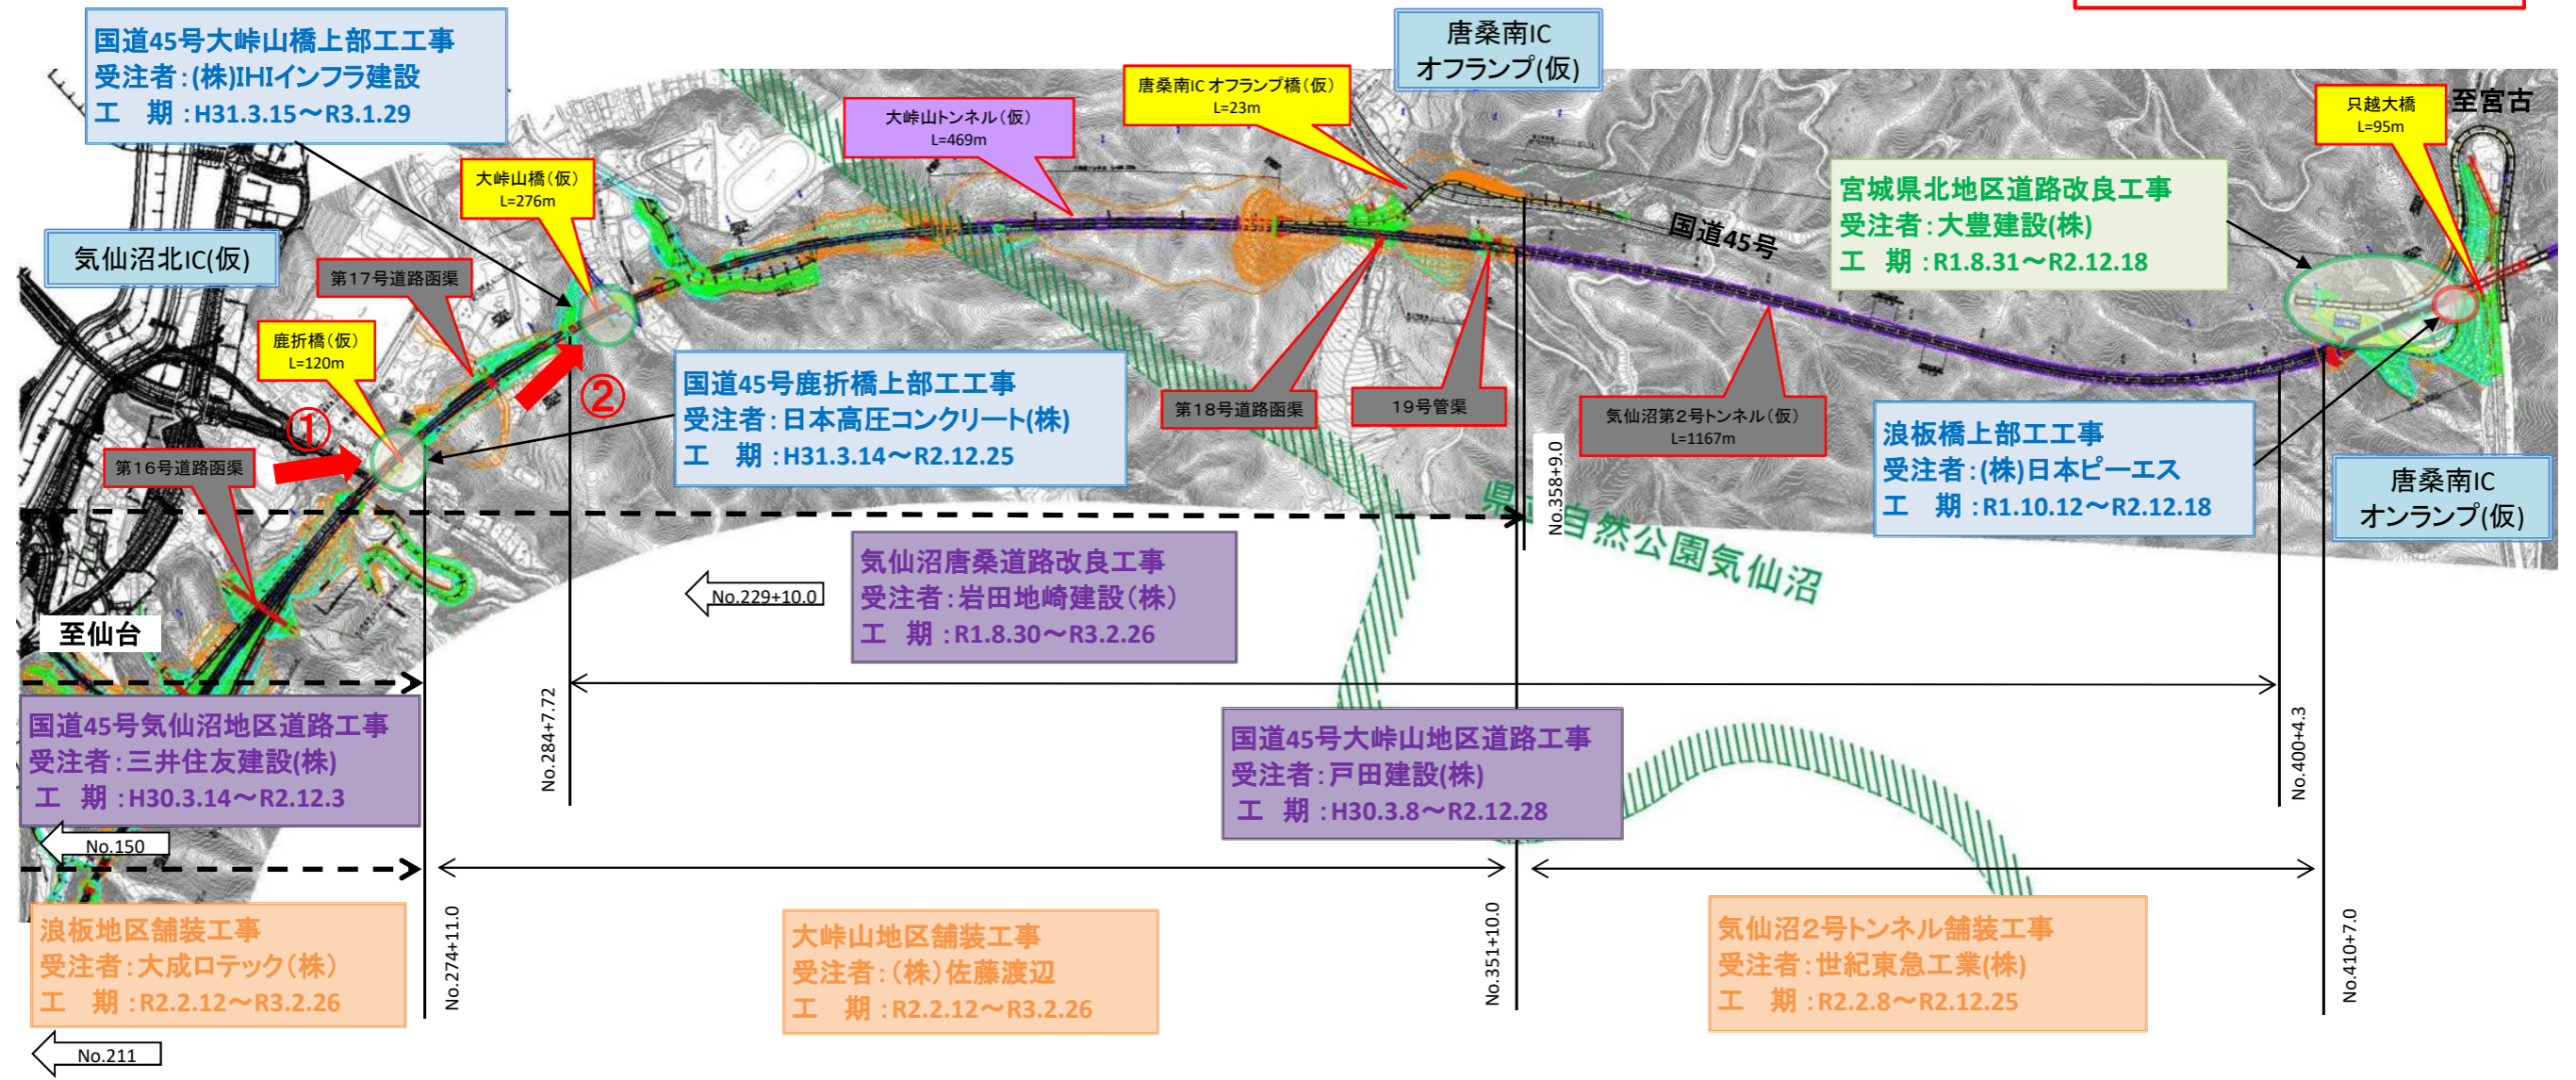 国道45号大峠山橋上部工工事
受注者：(株)IHIインフラ建設
工　期：H31.3.15～R3.1.29
唐桑南IC
オフランプ(仮)
唐桑南IC オフランプ橋（仮）
L=23m
大峠山トンネル（仮）
L=469m
只越大橋
L=95m
至宮古
大峠山橋（仮）
L=276m
国道45号
宮城県北地区道路改良工事
受注者：大豊建設(株)
工　期：R1.8.31～R2.12.18
気仙沼北IC(仮)
第17号道路函渠
鹿折橋（仮）
L=120m
①
②
第16号道路函渠
国道45号鹿折橋上部工工事
受注者：日本高圧コンクリート(株)
工　期：H31.3.14～R2.12.25
第18号道路函渠
19号管渠
気仙沼第2号トンネル（仮）
L=1167m
浪板橋上部工工事
受注者：(株)日本ピーエス
工　期：R1.10.12～R2.12.18
唐桑南IC
オンランプ(仮)
No.358+9.0
自然公園気仙沼
気仙沼唐桑道路改良工事
受注者：岩田地崎建設（株）
工　期：R1.8.30～R3.2.26
No.229+10.0
至仙台
国道45号気仙沼地区道路工事
受注者：三井住友建設(株)
工　期：H30.3.14～R2.12.3
No.284+7.72
国道45号大峠山地区道路工事
受注者：戸田建設(株)
工　期：H30.3.8～R2.12.28
No.400+4.3
No.150
浪板地区舗装工事
受注者：大成ロテック（株）
工　期：R2.2.12～R3.2.26
No.274+11.0
大峠山地区舗装工事
受注者：（株）佐藤渡辺
工　期：R2.2.12～R3.2.26
No.351+10.0
気仙沼２号トンネル舗装工事
受注者：世紀東急工業(株)
工　期：R2.2.8～R2.12.25
No.410+7.0
No.211